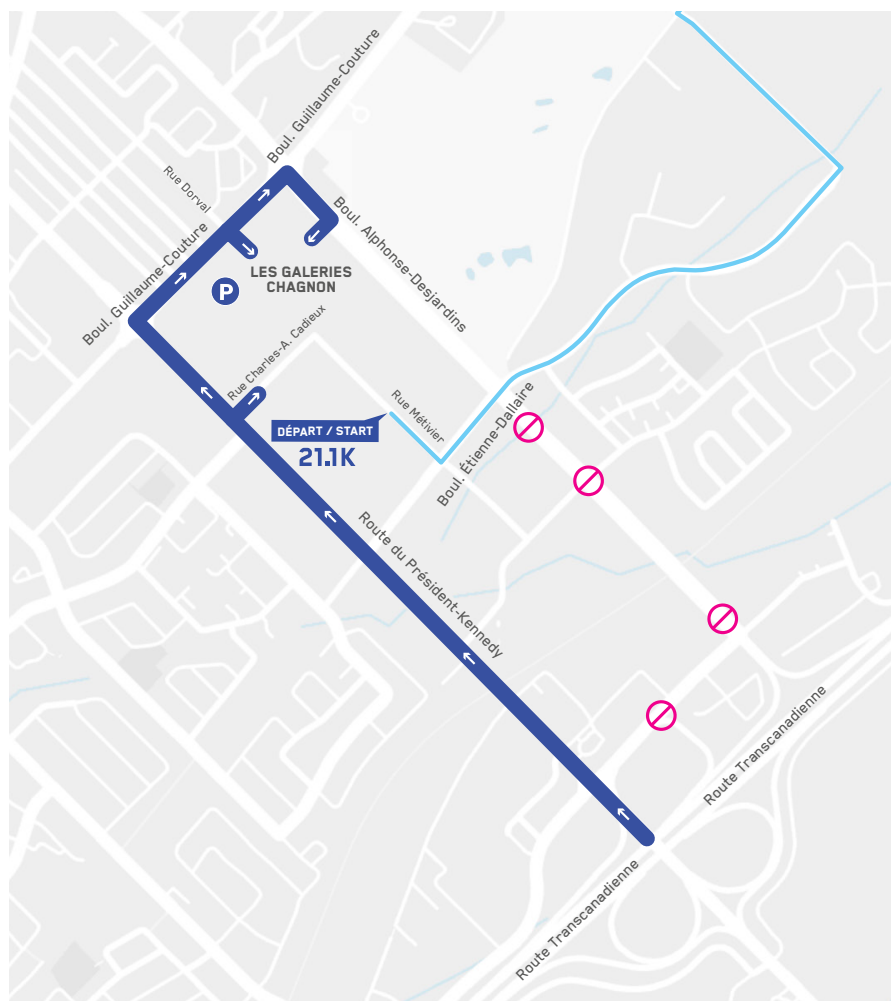 Boul. Guillaume-Couture
Rue Dorval
Boul. Guillaume-Couture
Boul. Alphonse-Desjardins
LES GALERIES
CHAGNON
P
Rue Charles-A. Cadieux
Rue Métivier
DÉPART / START
21.1K
Boul. Étienne-Dallaire
Route du Président-Kennedy
Route Transcanadienne
Route Transcanadienne